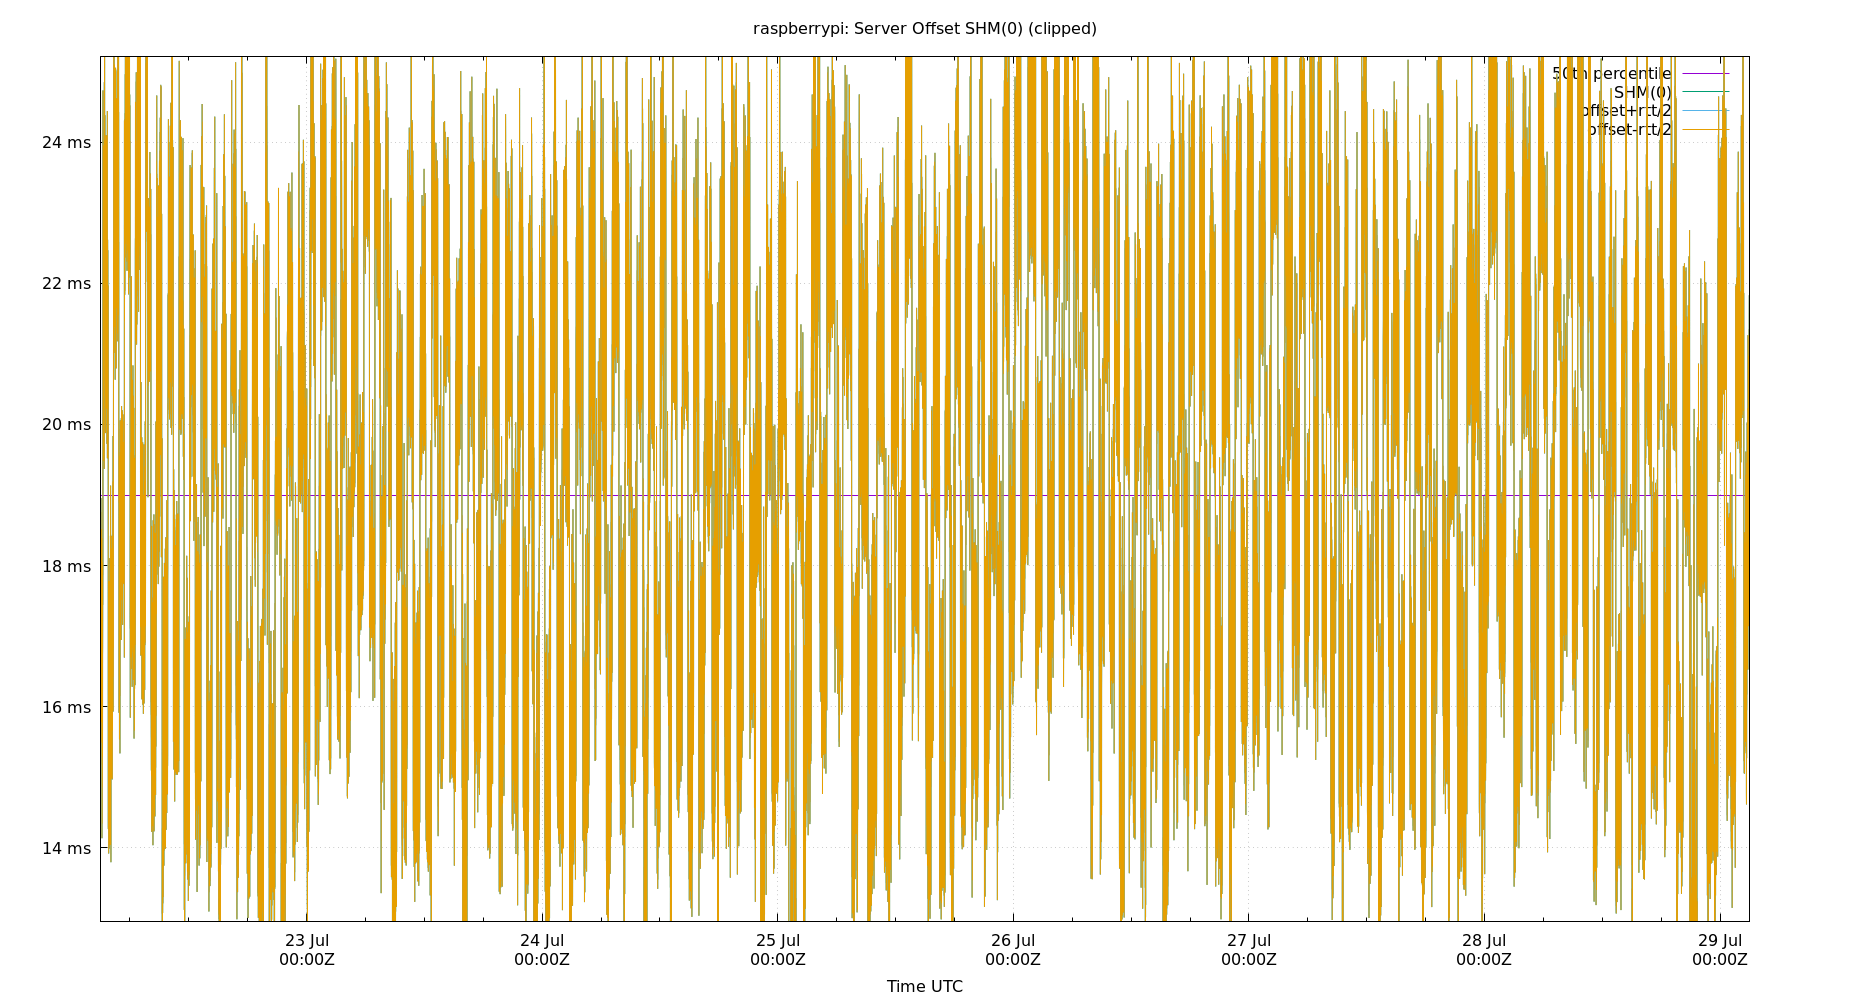 raspberrypi: Server Offset SHM(0) (clipped)
50th percentile
SHM(0)
offset+rtt/2
offset-rtt/2
24 ms
22 ms
20 ms
18 ms
16 ms
14 ms
23 Jul 24 Jul 25 Jul 26 Jul 27 Jul 28 Jul 29 Jul
00:00Z 00:00Z 00:00Z 00:00Z 00:00Z 00:00Z 00:00Z
Time UTC